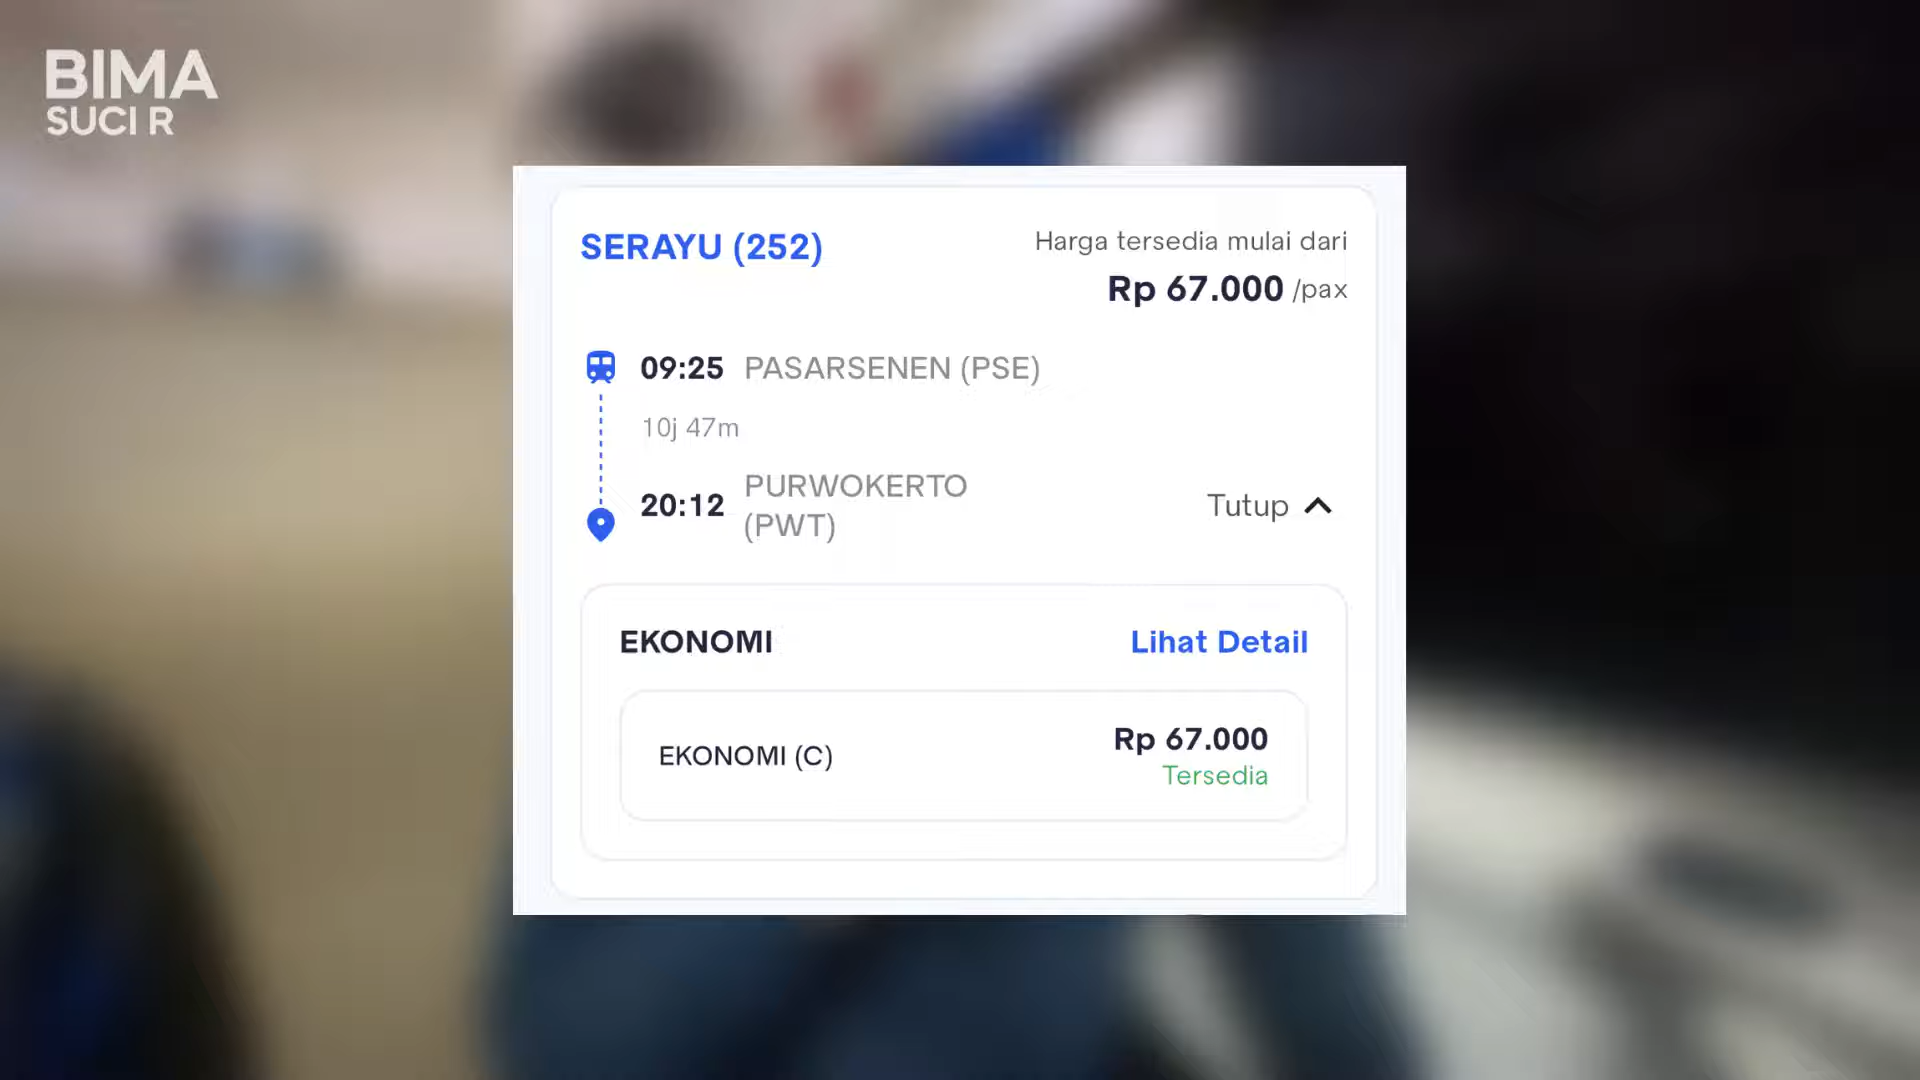 BIMA
SUCI R
SERAYU (252)
Harga tersedia mulai dari
Rp 67.000 /pax
09:25 PASARSENEN (PSE)
10j 47m
20:12 PURWOKERTO
(PWT)
Tutup
EKONOMI
Lihat Detail
EKONOMI (C)
Rp 67.000
Tersedia